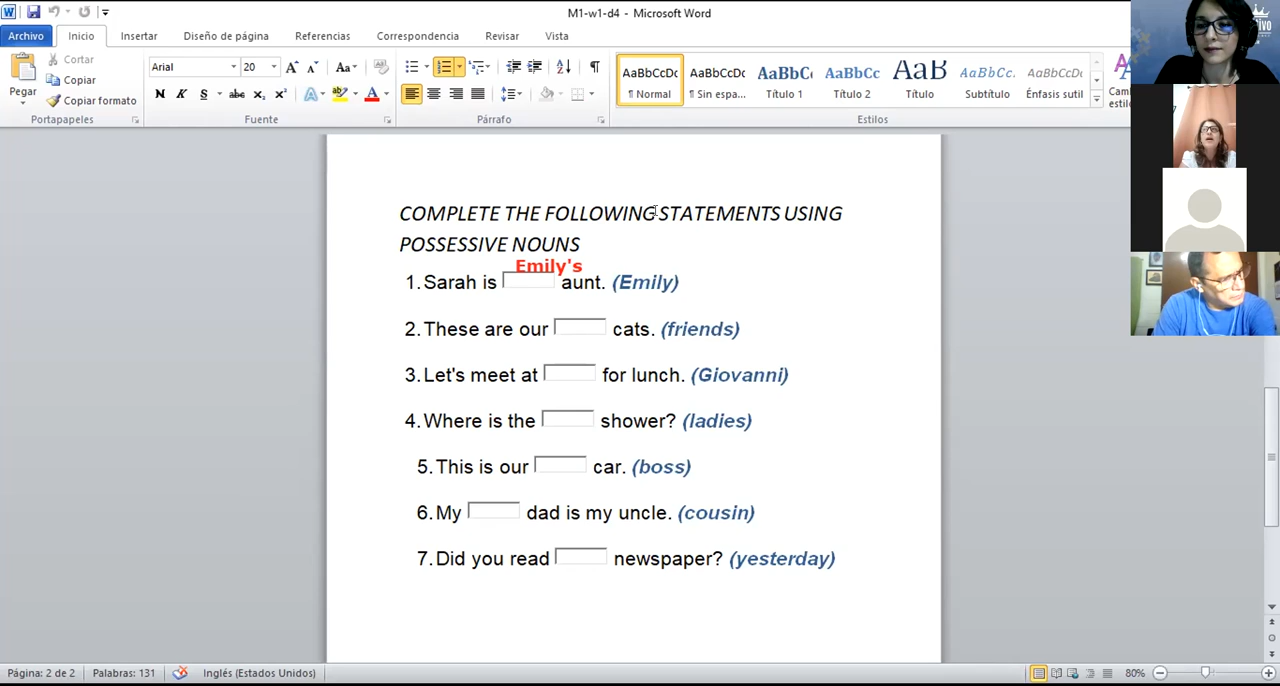 M1-w1-d4 - Microsoft Word
Archivo Inicio Insertar Diseño de página Referencias Correspondencia Revisar Vista
Pegar
Cortar
Copiar
Copiar formato
Portapapeles
Arial 20
Fuente
Párrafo
AaBbCcDc AaBbCcDc AaBbC AaBbCc AaB AaBbCc. AaBbCcDc
¶ Normal ¶ Sin espa... Título 1 Título 2 Título Subtítulo Énfasis sutil
Estilos
COMPLETE THE FOLLOWING STATEMENTS USING
POSSESSIVE NOUNS
Emily's
1. Sarah is aunt. (Emily)
2. These are our cats. (friends)
3. Let's meet at for lunch. (Giovanni)
4. Where is the shower? (ladies)
5. This is our car. (boss)
6. My dad is my uncle. (cousin)
7. Did you read newspaper? (yesterday)
Página: 2 de 2 Palabras: 131 Inglés (Estados Unidos) 80%